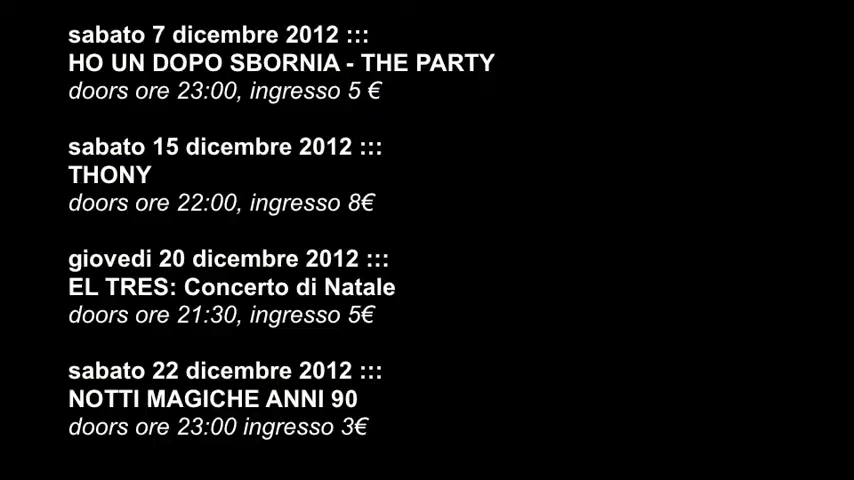 sabato 7 dicembre 2012 :::
HO UN DOPO SBORNIA - THE PARTY
doors ore 23:00, ingresso 5 €
sabato 15 dicembre 2012 :::
THONY
doors ore 22:00, ingresso 8€
giovedi 20 dicembre 2012 :::
EL TRES: Concerto di Natale
doors ore 21:30, ingresso 5€
sabato 22 dicembre 2012 :::
NOTTI MAGICHE ANNI 90
doors ore 23:00 ingresso 3€